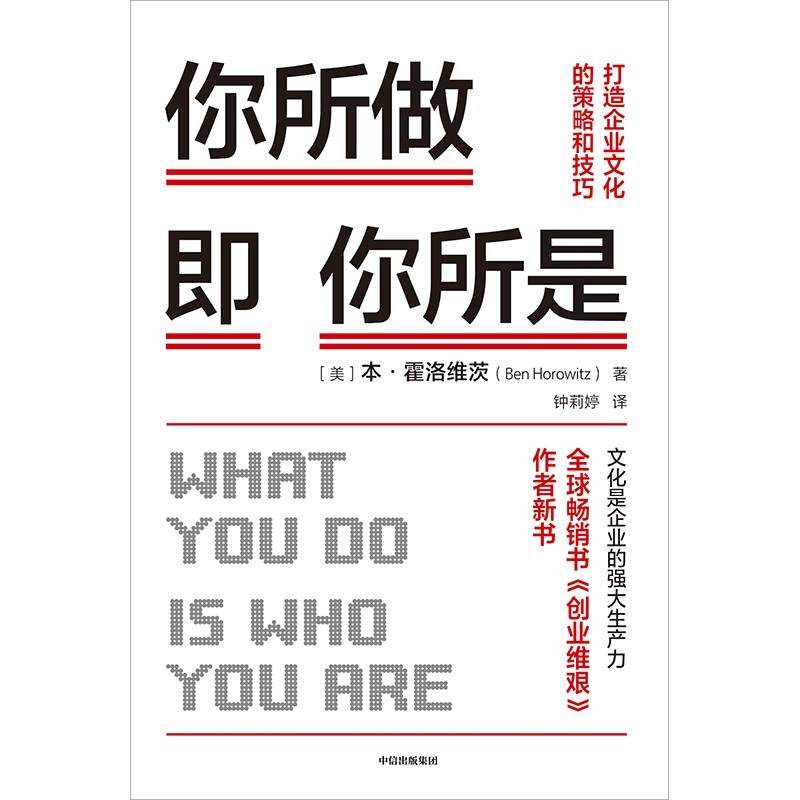 你所做
即 你所是
打造企业文化
的策略和技巧
[美]本·霍洛维茨(Ben Horowitz) 著
钟莉婷 译
WHAT
YOU DO
IS WHO
YOU ARE
文化是企业的强大生产力
全球畅销书《创业维艰》
作者新书
中信出版集团